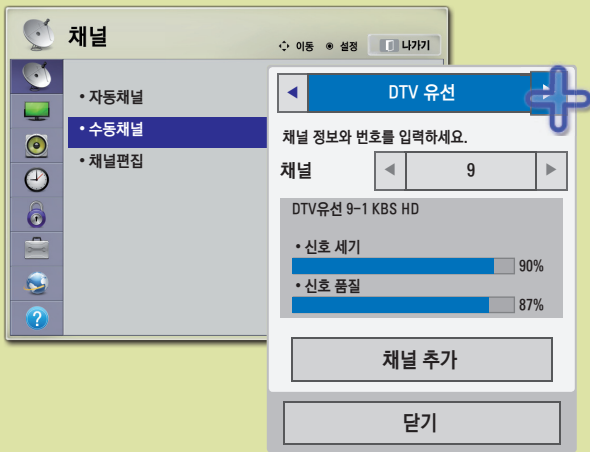 채널
이동 설정 나가기
• 자동채널
• 수동채널
• 채널편집
DTV 유선
채널 정보와 번호를 입력하세요.
채널 9
DTV유선 9-1 KBS HD
• 신호 세기
90%
• 신호 품질
87%
채널 추가
닫기
?